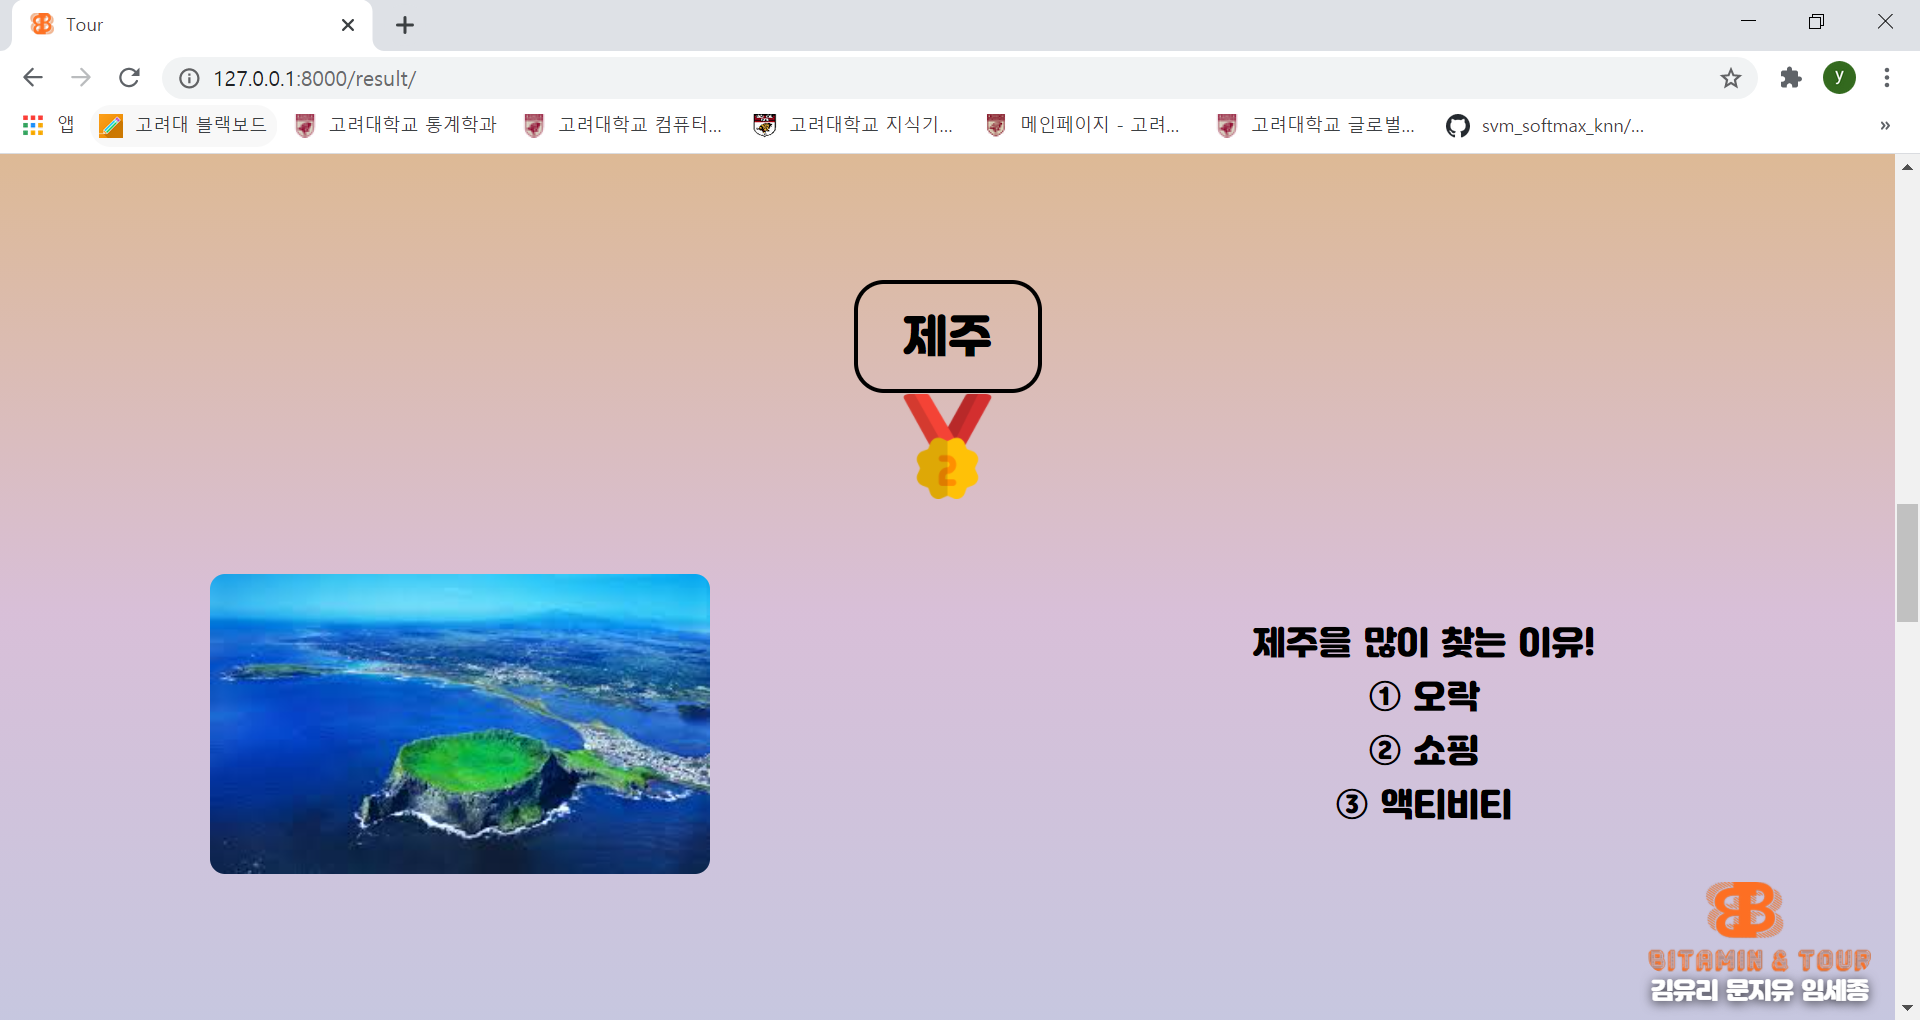 Tour
127.0.0.1:8000/result/
y
앱
고려대 블랙보드
고려대학교 통계학과
고려대학교 컴퓨터...
고려대학교 지식기...
메인페이지 - 고려...
고려대학교 글로벌...
svm_softmax_knn/...
»
제주
2
제주을 많이 찾는 이유!
① 오락
② 쇼핑
③ 액티비티
BITAMIN & TOUR
김유리 문지유 임세종